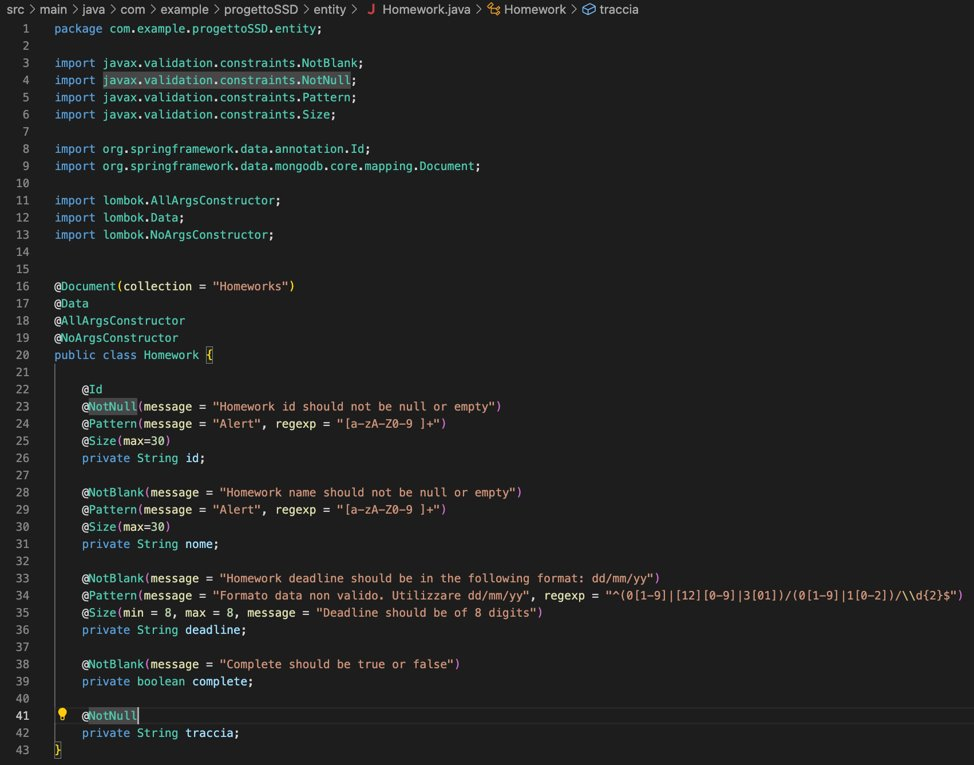 src > main > java > com > example > progettoSSD > entity > J Homework.java > Homework > traccia
1 package com.example.progettoSSD.entity;
2
3 import javax.validation.constraints.NotBlank;
4 import javax.validation.constraints.NotNull;
5 import javax.validation.constraints.Pattern;
6 import javax.validation.constraints.Size;
7
8 import org.springframework.data.annotation.Id;
9 import org.springframework.data.mongodb.core.mapping.Document;
10
11 import lombok.AllArgsConstructor;
12 import lombok.Data;
13 import lombok.NoArgsConstructor;
14
15
16 @Document(collection = "Homeworks")
17 @Data
18 @AllArgsConstructor
19 @NoArgsConstructor
20 public class Homework {
21
22     @Id
23     @NotNull(message = "Homework id should not be null or empty")
24     @Pattern(message = "Alert", regexp = "[a-zA-Z0-9 ]+")
25     @Size(max=30)
26     private String id;
27
28     @NotBlank(message = "Homework name should not be null or empty")
29     @Pattern(message = "Alert", regexp = "[a-zA-Z0-9 ]+")
30     @Size(max=30)
31     private String nome;
32
33     @NotBlank(message = "Homework deadline should be in the following format: dd/mm/yy")
34     @Pattern(message = "Formato data non valido. Utilizzare dd/mm/yy", regexp = "^(0[1-9]|[12][0-9]|3[01])/(0[1-9]|1[0-2])/\\d{2}$")
35     @Size(min = 8, max = 8, message = "Deadline should be of 8 digits")
36     private String deadline;
37
38     @NotBlank(message = "Complete should be true or false")
39     private boolean complete;
40
41     @NotNull
42     private String traccia;
43 }